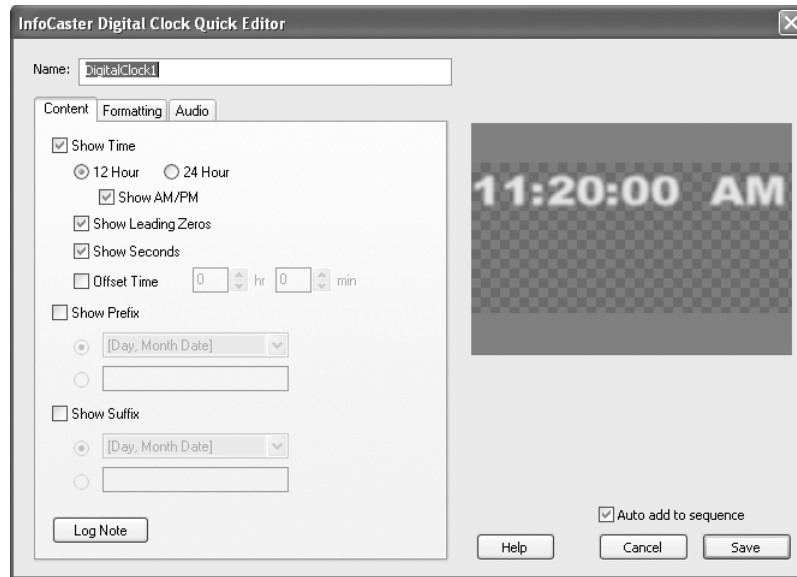 InfoCaster Digital Clock Quick Editor
Name: DigitalClock1
Content Formatting Audio
Show Time
12 Hour 24 Hour
Show AM/PM
Show Leading Zeros
Show Seconds
Offset Time 0 hr 0 min
Show Prefix
[Day, Month Date]
Show Suffix
[Day, Month Date]
Log Note
11:20:00 AM
Auto add to sequence
Help Cancel Save